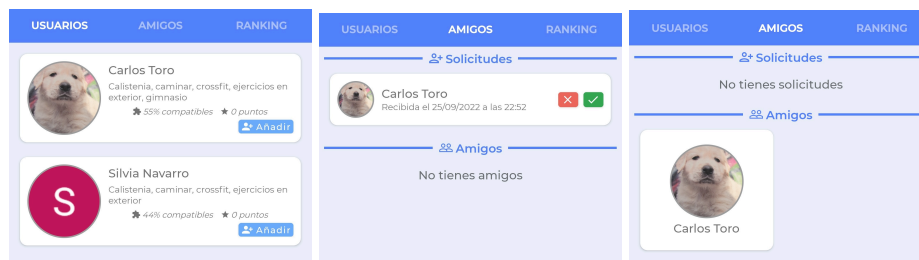 USUARIOS AMIGOS RANKING
Carlos Toro
Calistenia, caminar, crossfit, ejercicios en
exterior, gimnasio
55% compatibles 0 puntos
Añadir
S
Silvia Navarro
Calistenia, caminar, crossfit, ejercicios en
exterior
44% compatibles 0 puntos
Añadir
USUARIOS AMIGOS RANKING
Solicitudes
Carlos Toro
Recibida el 25/09/2022 a las 22:52
Amigos
No tienes amigos
USUARIOS AMIGOS RANKING
Solicitudes
No tienes solicitudes
Amigos
Carlos Toro